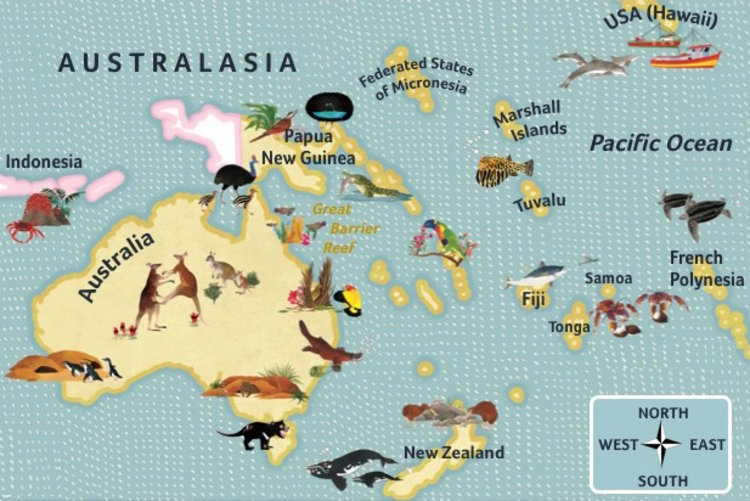 AUSTRALASIA
USA (Hawaii)
Federated States
of Micronesia
Marshall
Islands
Pacific Ocean
Papua
New Guinea
Indonesia
Great
Barrier
Reef
Tuvalu
Australia
French
Polynesia
Samoa
Fiji
Tonga
New Zealand
NORTH
WEST EAST
SOUTH